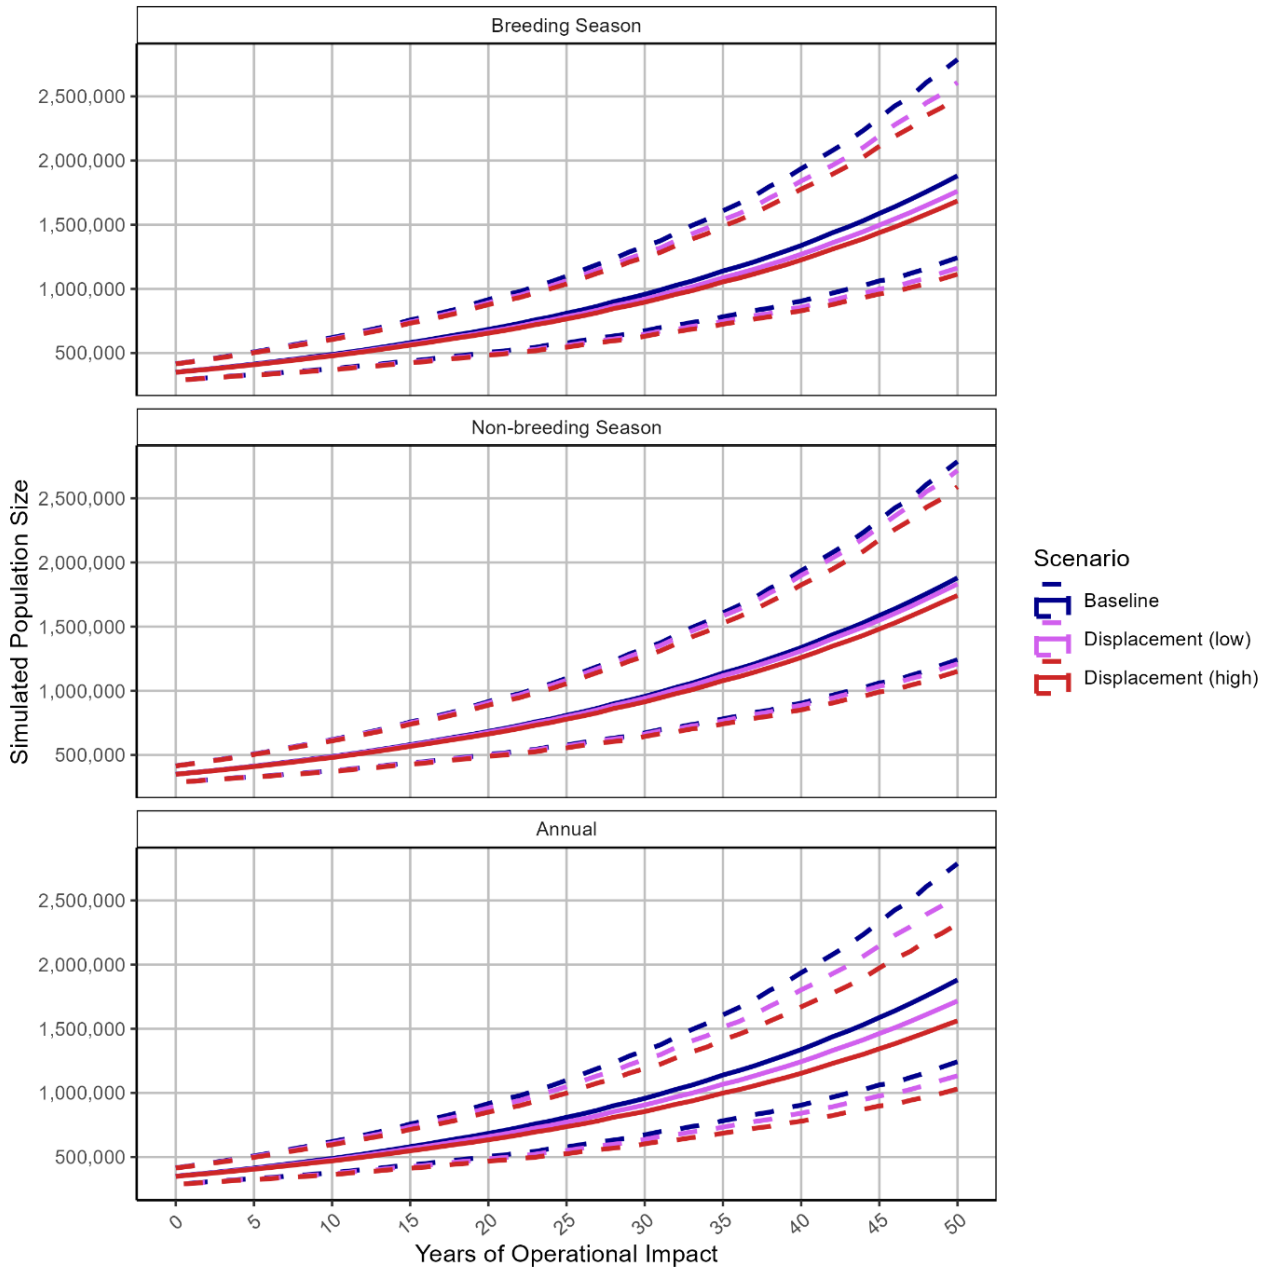 Breeding Season
2,500,000
2,000,000
1,500,000
1,000,000
500,000
Non-breeding Season
2,500,000
2,000,000
1,500,000
1,000,000
500,000
Annual
2,500,000
2,000,000
1,500,000
1,000,000
500,000
0 5 10 15 20 25 30 35 40 45 50
Years of Operational Impact
Simulated Population Size
Scenario
Baseline
Displacement (low)
Displacement (high)